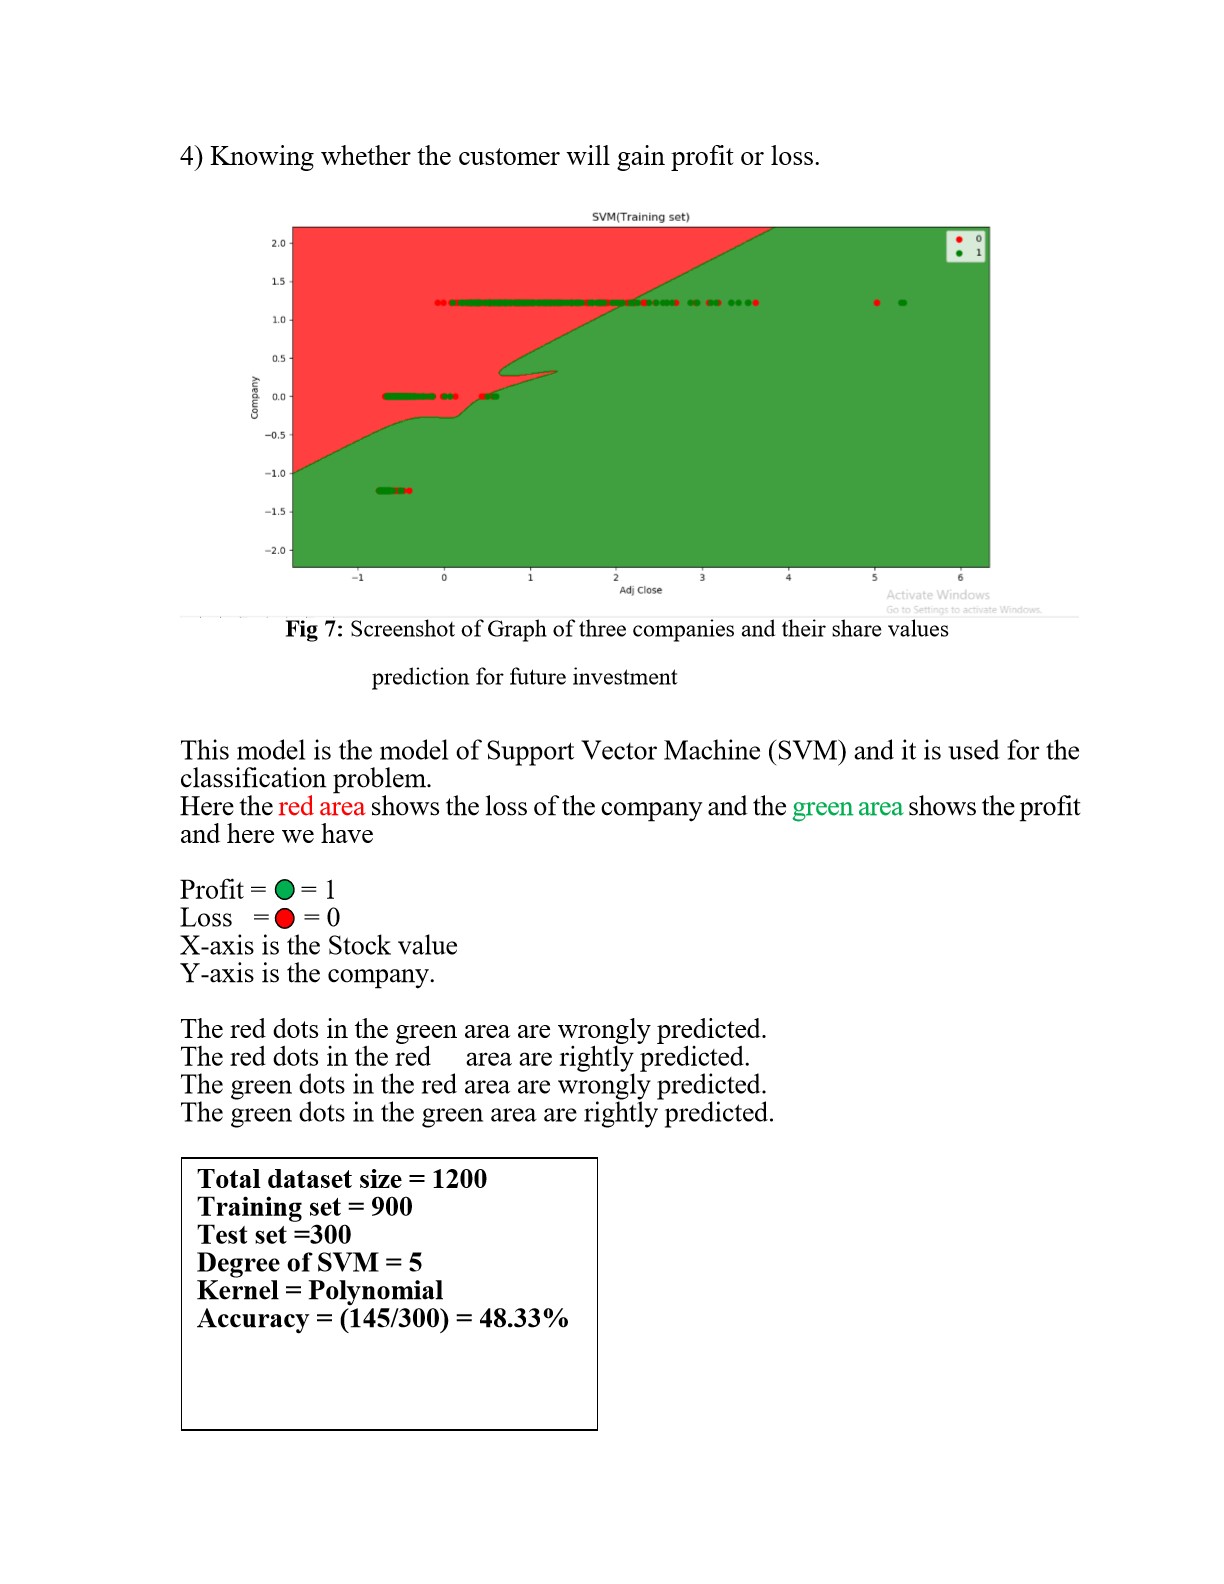 4) Knowing whether the customer will gain profit or loss.
SVM(Training set)
0
1
2.0
1.5
1.0
0.5
0.0
−0.5
−1.0
−1.5
−2.0
Company
−1 0 1 2 3 4 5 6
Adj Close
Activate Windows
Go to Settings to activate Windows.
Fig 7: Screenshot of Graph of three companies and their share values
prediction for future investment
This model is the model of Support Vector Machine (SVM) and it is used for the
classification problem.
Here the red area shows the loss of the company and the green area shows the profit
and here we have
Profit = = 1
Loss = = 0
X-axis is the Stock value
Y-axis is the company.
The red dots in the green area are wrongly predicted.
The red dots in the red area are rightly predicted.
The green dots in the red area are wrongly predicted.
The green dots in the green area are rightly predicted.
Total dataset size = 1200
Training set = 900
Test set =300
Degree of SVM = 5
Kernel = Polynomial
Accuracy = (145/300) = 48.33%